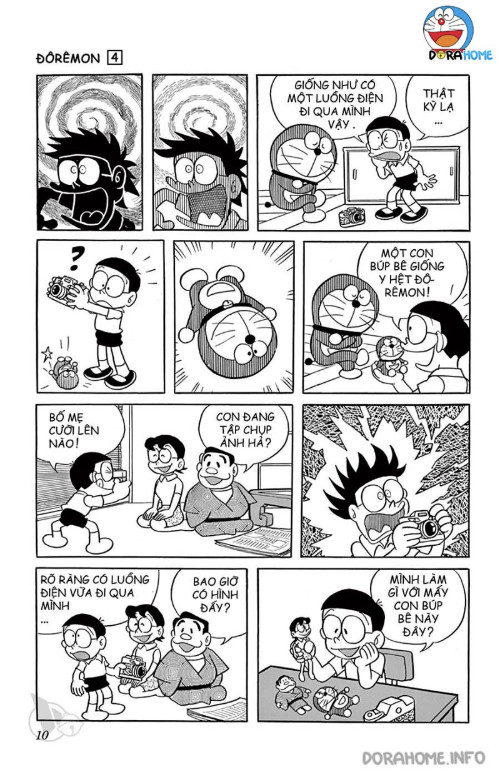 DORAHOME
ĐÔRÊMON 4
GIỐNG NHƯ CÓ
MỘT LUỒNG ĐIỆN
ĐI QUA MÌNH
VẬY .
THẬT
KỲ LẠ
...
?
MỘT CON
BÚP BÊ GIỐNG
Y HỆT ĐÔ-
RÊMON!
BỐ MẸ
CƯỜI LÊN
NÀO!
CON ĐANG
TẬP CHỤP
ẢNH HẢ?
RÕ RÀNG CÓ LUỒNG
ĐIỆN VỪA ĐI QUA
MÌNH
...
BAO GIỜ
CÓ HÌNH
ĐẤY?
MÌNH LÀM
GÌ VỚI MẤY
CON BÚP
BÊ NÀY
ĐÂY?
10
DORAHOME.INFO